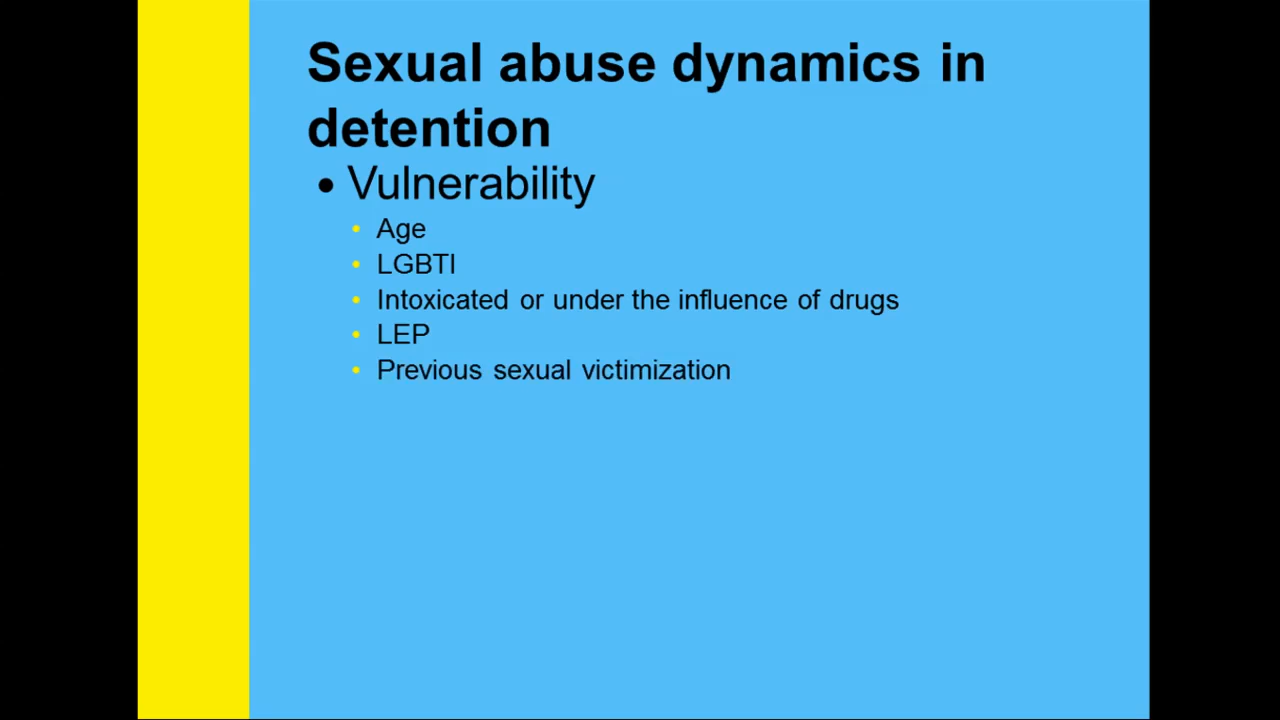 Sexual abuse dynamics in
detention
• Vulnerability
• Age
• LGBTI
• Intoxicated or under the influence of drugs
• LEP
• Previous sexual victimization